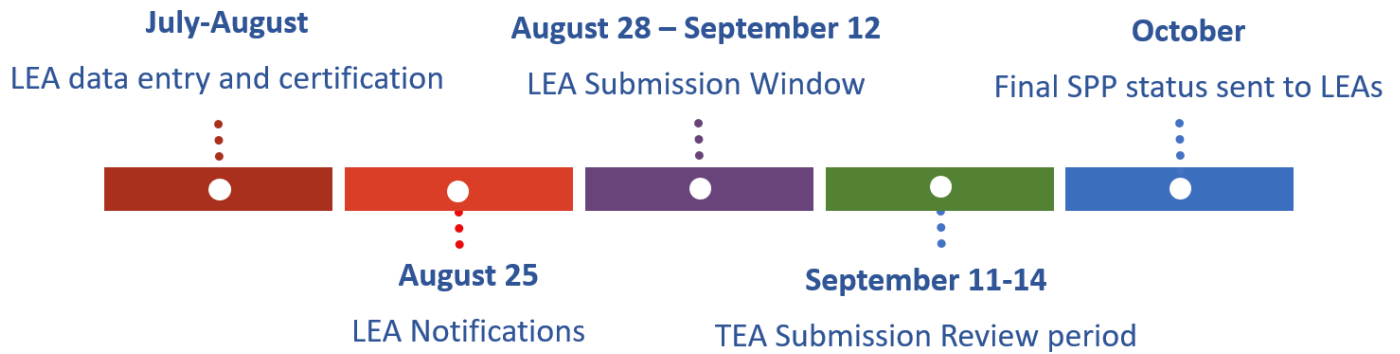 July-August
LEA data entry and certification
August 28 – September 12
LEA Submission Window
October
Final SPP status sent to LEAs
August 25
LEA Notifications
September 11-14
TEA Submission Review period